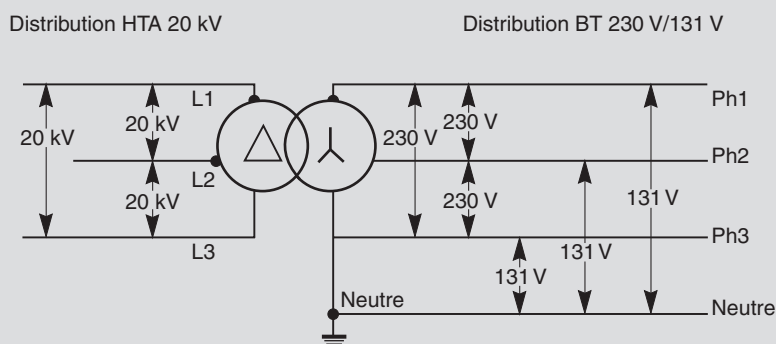 Distribution HTA 20 kV
Distribution BT 230 V/131 V
L1
Ph1
20 kV
230 V
20 kV
230 V
131 V
L2
Ph2
20 kV
230 V
131 V
L3
Ph3
131 V
Neutre
Neutre